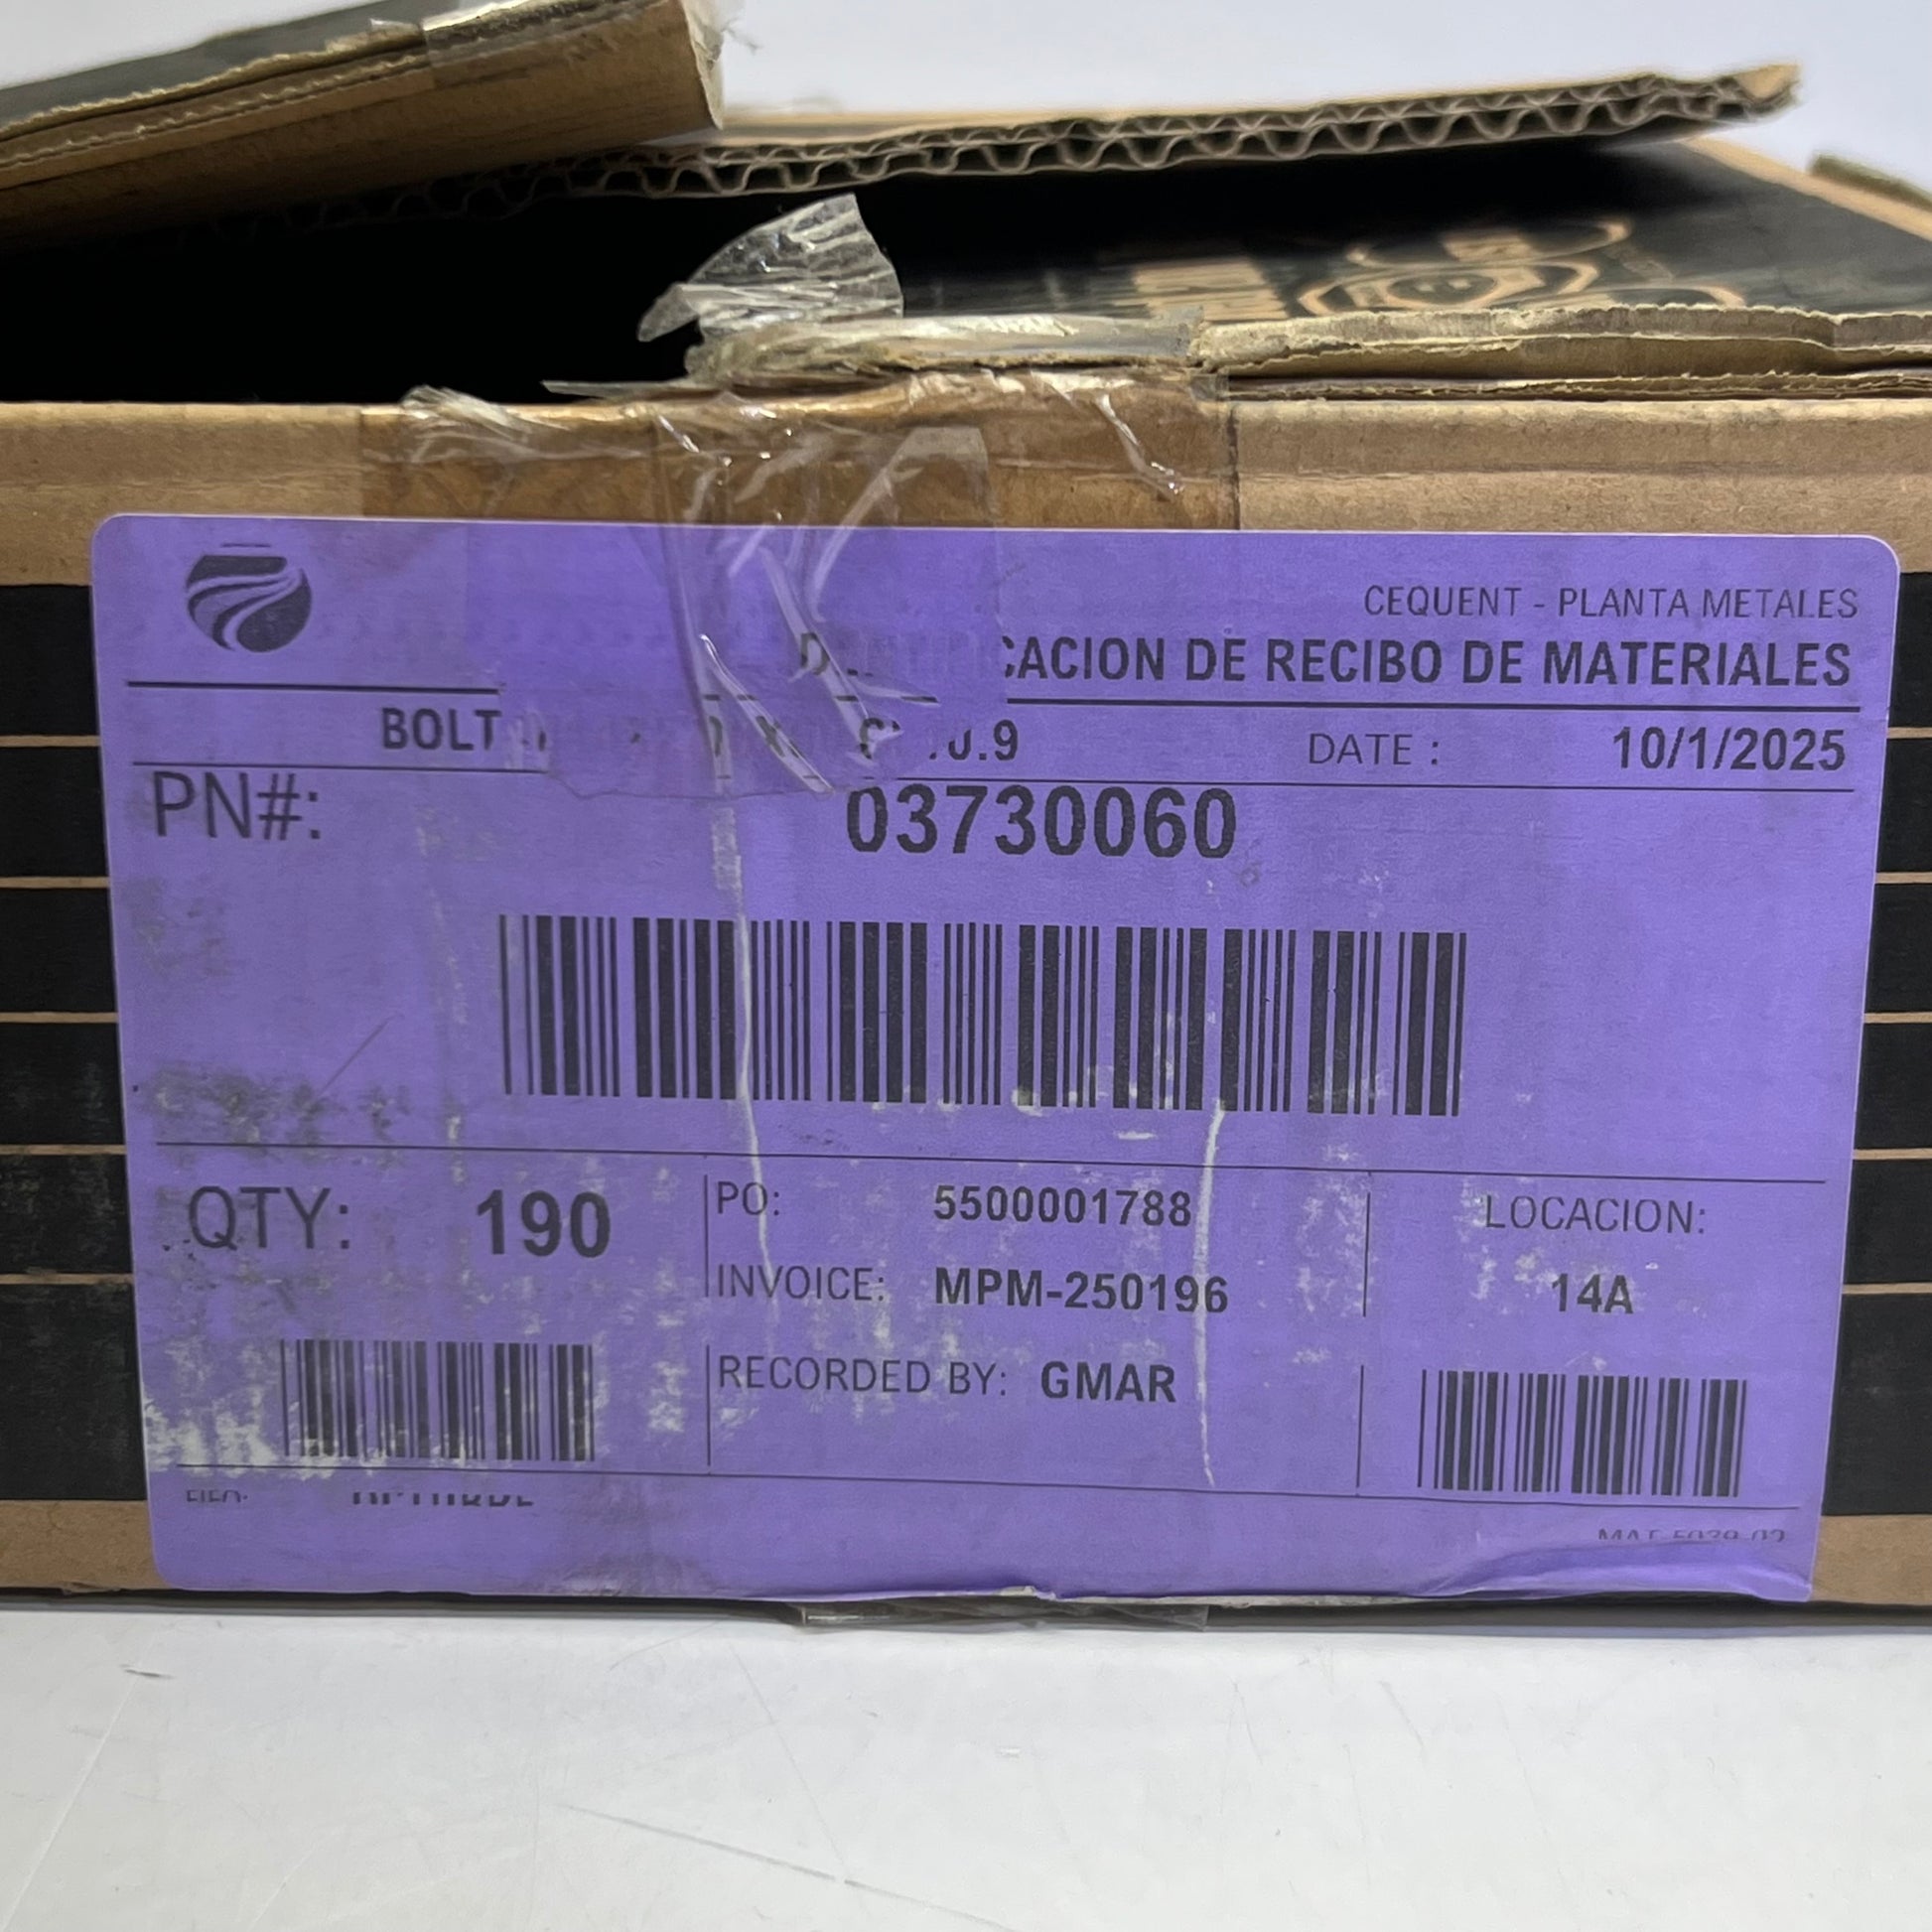 CEQUENT - PLANTA METALES
DE RECIBO DE MATERIALES
BOLT DATE : 10/1/2025
PN#: 03730060
QTY: 190
PO: 5500001788
INVOICE: MPM-250196
LOCACION:
14A
RECORDED BY: GMAR